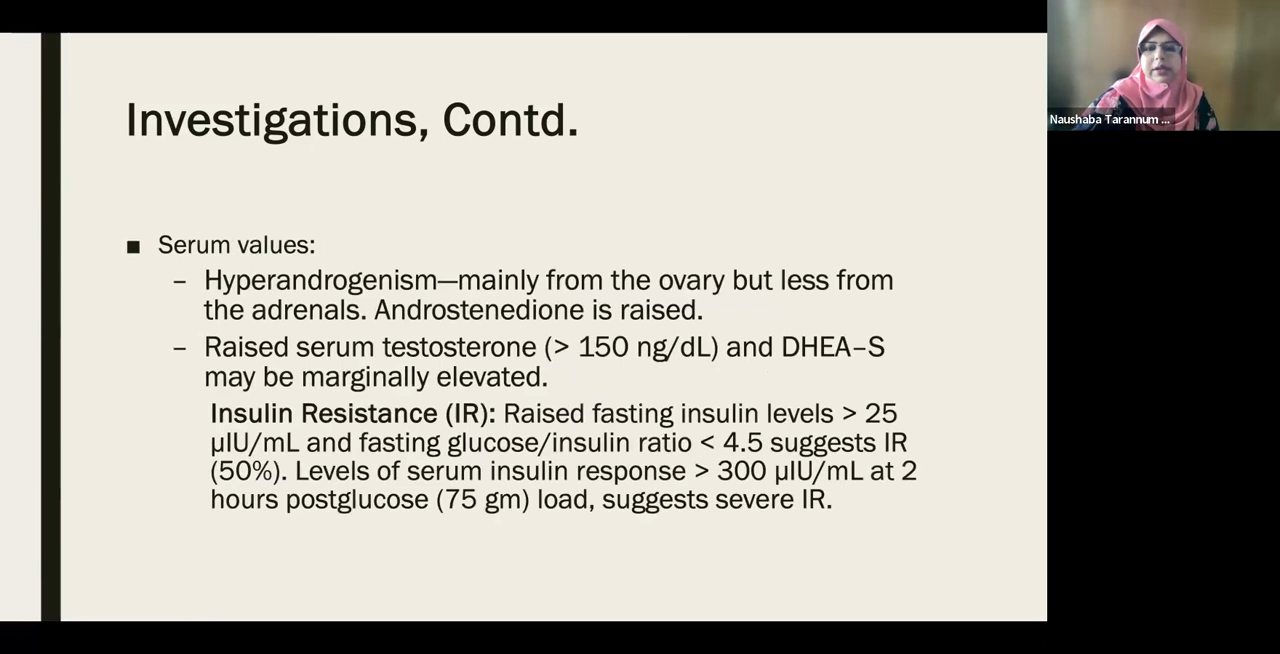 Investigations, Contd.
■ Serum values:
– Hyperandrogenism—mainly from the ovary but less from
the adrenals. Androstenedione is raised.
– Raised serum testosterone (> 150 ng/dL) and DHEA–S
may be marginally elevated.
Insulin Resistance (IR): Raised fasting insulin levels > 25
μIU/mL and fasting glucose/insulin ratio < 4.5 suggests IR
(50%). Levels of serum insulin response > 300 μIU/mL at 2
hours postglucose (75 gm) load, suggests severe IR.
Naushaba Tarannum ...